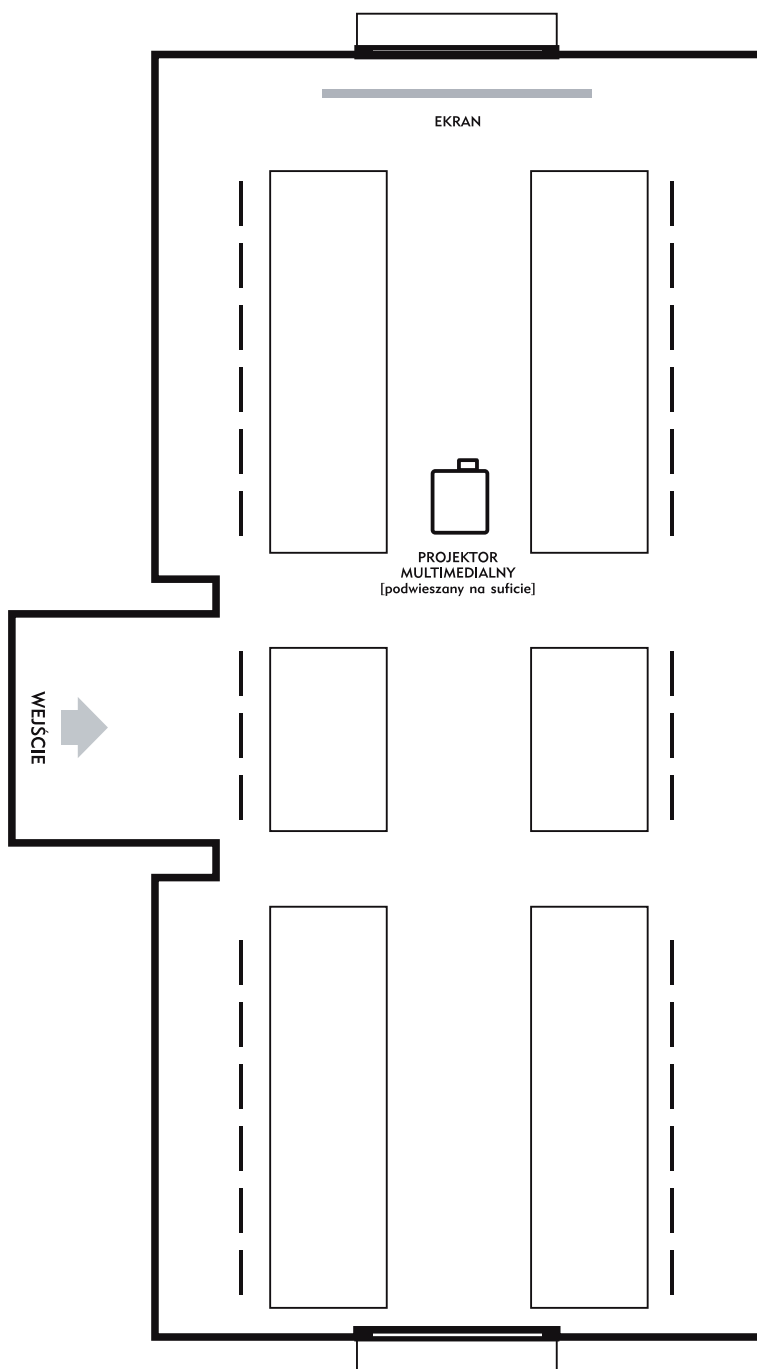 EKRAN
PROJEKTOR
MULTIMEDIALNY
[podwieszany na suficie]
WEJŚCIE